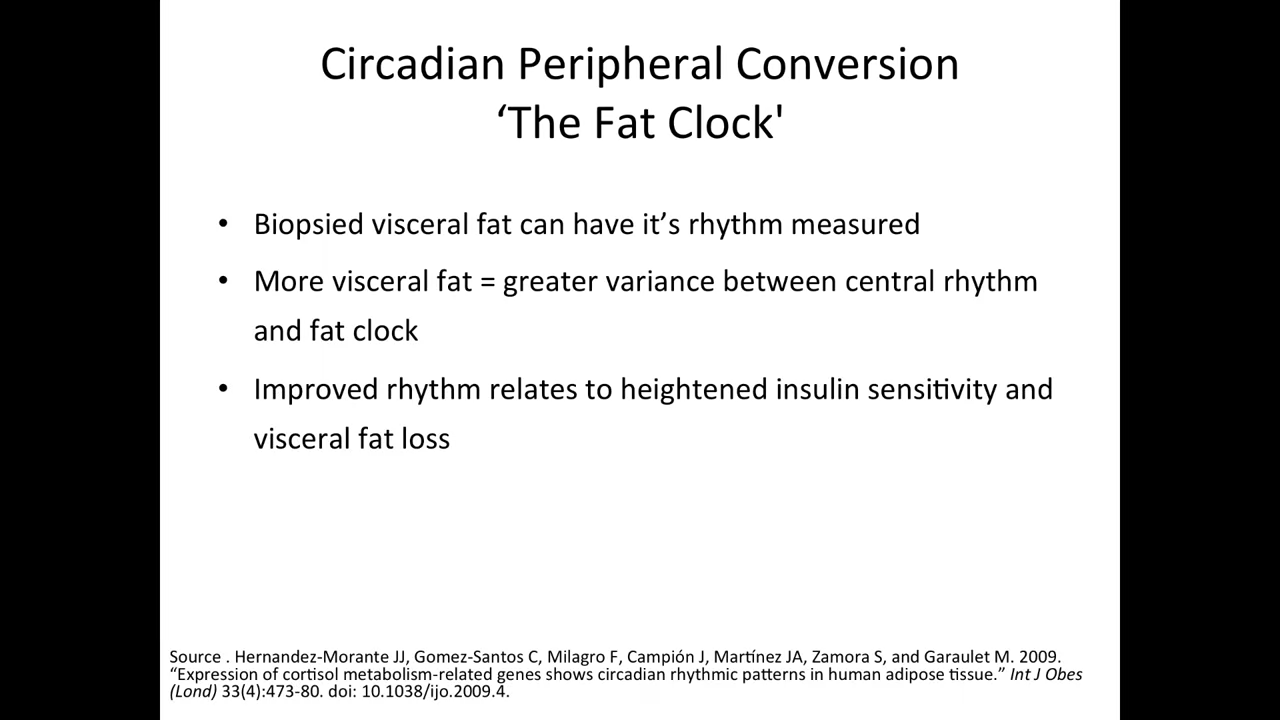 Circadian Peripheral Conversion
‘The Fat Clock'
• Biopsied visceral fat can have it’s rhythm measured
• More visceral fat = greater variance between central rhythm
and fat clock
• Improved rhythm relates to heightened insulin sensitivity and
visceral fat loss
Source . Hernandez-Morante JJ, Gomez-Santos C, Milagro F, Campión J, Martínez JA, Zamora S, and Garaulet M. 2009.
“Expression of cortisol metabolism-related genes shows circadian rhythmic patterns in human adipose tissue.” Int J Obes
(Lond) 33(4):473-80. doi: 10.1038/ijo.2009.4.